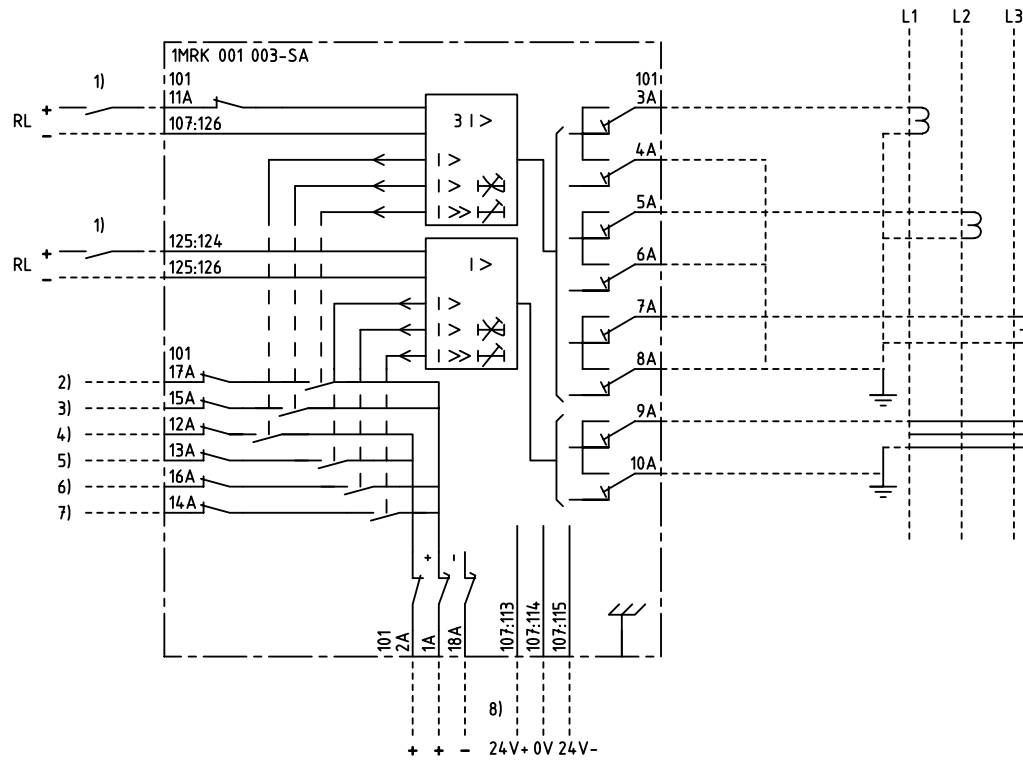 L1 L2 L3
1MRK 001 003-SA
1)
101
101
RL + 11A
3 I >
3A
- 107:126
I >
4A
I >
I >>
5A
1)
125:124
RL +
I >
6A
- 125:126
I >
7A
I >
101
I >>
8A
2) 17A
3) 15A
9A
4) 12A
5) 13A
10A
6) 16A
7) 14A
+ -
101
2A
1A
18A
107:113
107:114
107:115
8)
+ + - 24V+ 0V 24V-